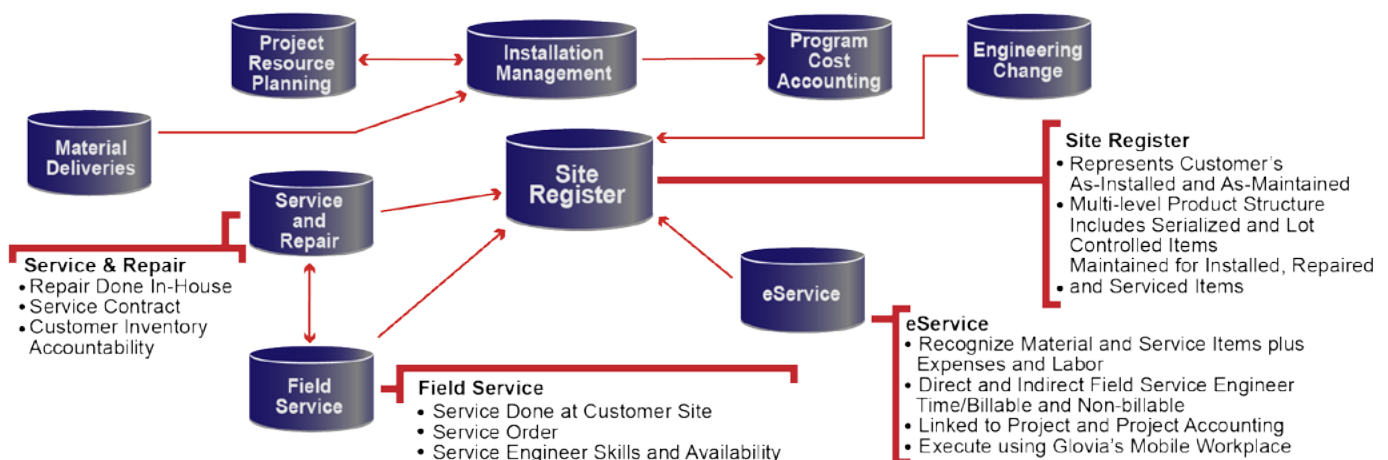 Project
Resource
Planning
Installation
Management
Program
Cost
Accounting
Engineering
Change
Material
Deliveries
Service
and
Repair
Site
Register
eService
Field
Service
Site Register
• Represents Customer’s
As-Installed and As-Maintained
• Multi-level Product Structure
Includes Serialized and Lot
Controlled Items
Maintained for Installed, Repaired
• and Serviced Items
Service & Repair
• Repair Done In-House
• Service Contract
• Customer Inventory
Accountability
Field Service
• Service Done at Customer Site
• Service Order
• Service Engineer Skills and Availability
eService
• Recognize Material and Service Items plus
Expenses and Labor
• Direct and Indirect Field Service Engineer
Time/Billable and Non-billable
• Linked to Project and Project Accounting
• Execute using Glovia’s Mobile Workplace